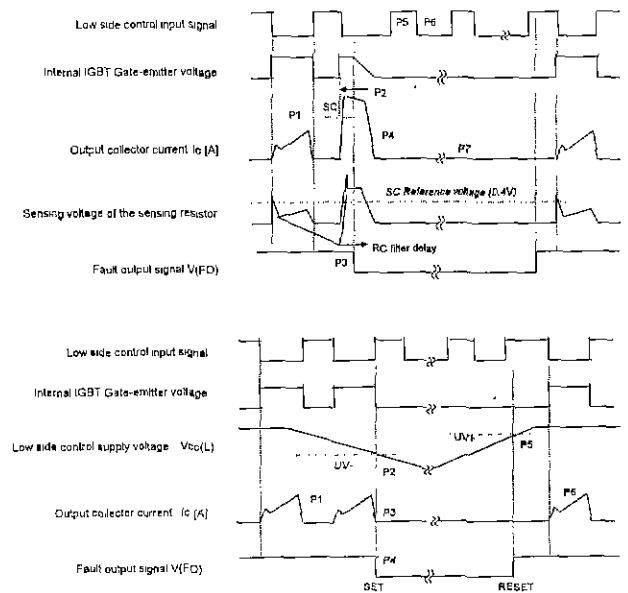 Low side control input signal
P5
P6
Internal IGBT Gate-emitter voltage
P2
SC
P1
P4
Output collector current Ic [A]
P7
SC Reference voltage (0.4V)
Sensing voltage of the sensing resistor
RC filter delay
P3
Fault output signal V(FO)
Low side control input signal
Internal IGBT Gate-emitter voltage
Low side control supply voltage Vcc(L)
UV+
P5
UV-
P2
P1
P6
Output collector current Ic [A]
P3
P4
Fault output signal V(FO)
SET
RESET